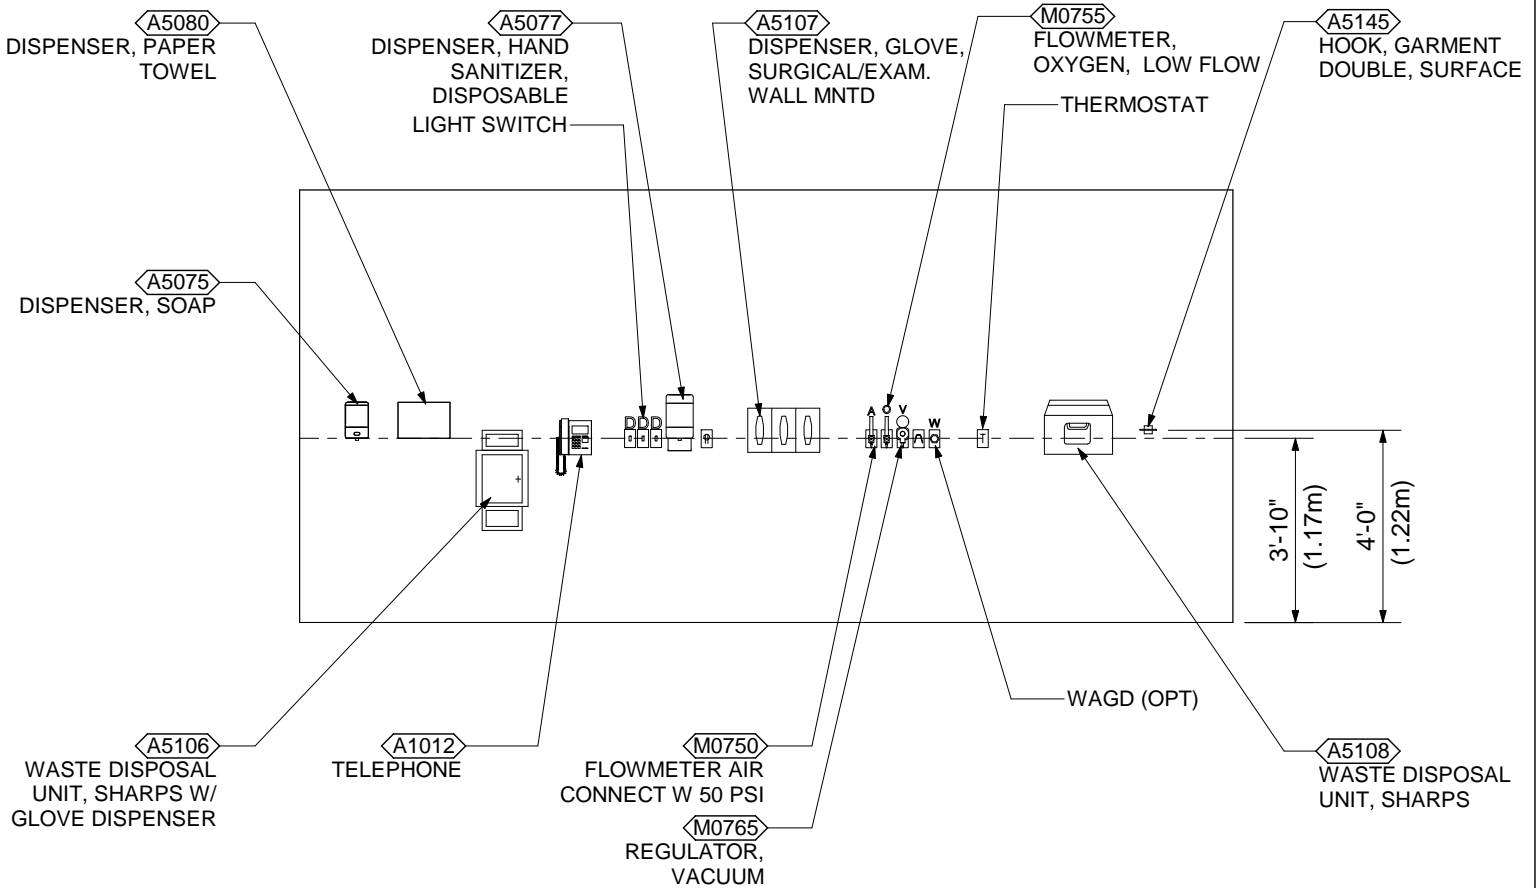 A5080
DISPENSER, PAPER
TOWEL
A5077
DISPENSER, HAND
SANITIZER,
DISPOSABLE
LIGHT SWITCH
A5107
DISPENSER, GLOVE,
SURGICAL/EXAM.
WALL MNTD
M0755
FLOWMETER,
OXYGEN, LOW FLOW
THERMOSTAT
A5145
HOOK, GARMENT
DOUBLE, SURFACE
A5075
DISPENSER, SOAP
D D D
A O V
W
T
3'-10"
(1.17m)
4'-0"
(1.22m)
A5106
WASTE DISPOSAL
UNIT, SHARPS W/
GLOVE DISPENSER
A1012
TELEPHONE
M0750
FLOWMETER AIR
CONNECT W 50 PSI
M0765
REGULATOR,
VACUUM
WAGD (OPT)
A5108
WASTE DISPOSAL
UNIT, SHARPS